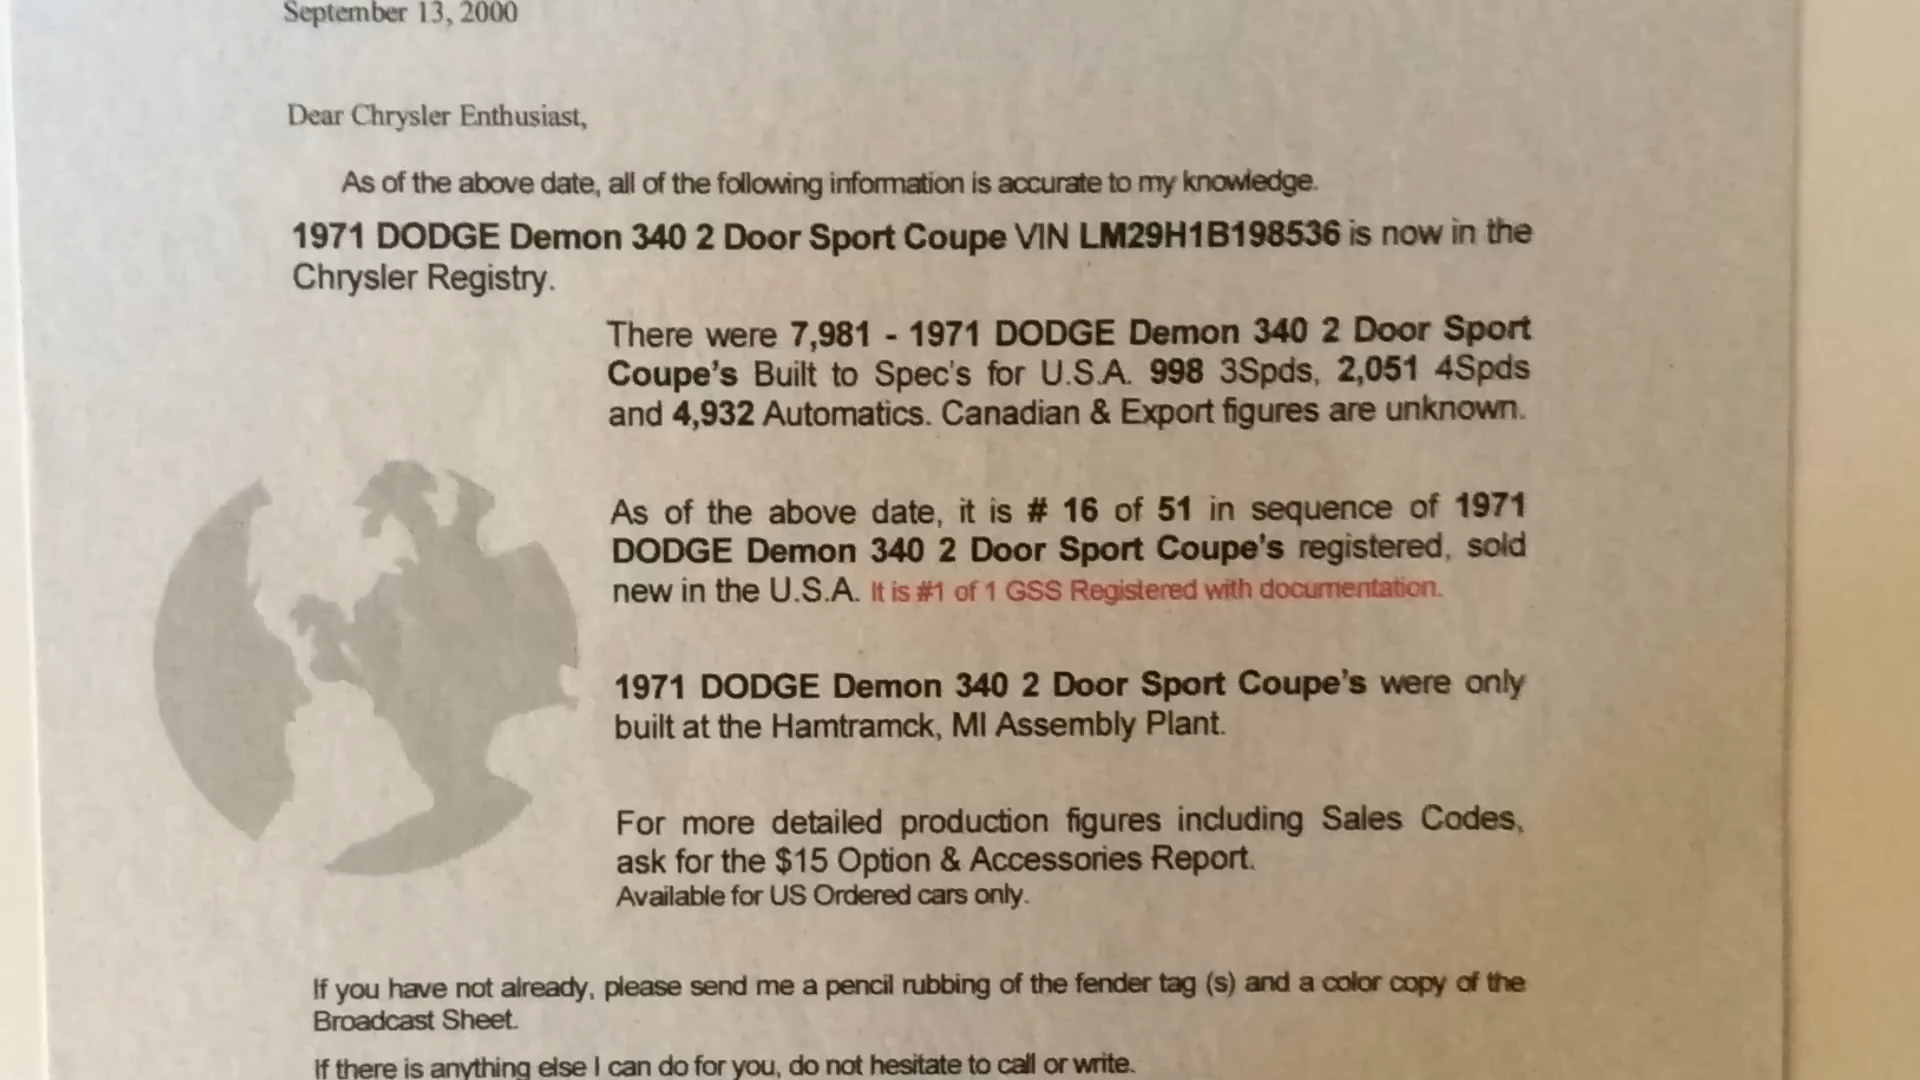 September 13, 2000
Dear Chrysler Enthusiast,
As of the above date, all of the following information is accurate to my knowledge.
1971 DODGE Demon 340 2 Door Sport Coupe VIN LM29H1B198536 is now in the
Chrysler Registry.
There were 7,981 - 1971 DODGE Demon 340 2 Door Sport
Coupe's Built to Spec's for U.S.A. 998 3Spds, 2,051 4Spds
and 4,932 Automatics. Canadian & Export figures are unknown.
As of the above date, it is # 16 of 51 in sequence of 1971
DODGE Demon 340 2 Door Sport Coupe's registered, sold
new in the U.S.A. It is #1 of 1 GSS Registered with documentation.
1971 DODGE Demon 340 2 Door Sport Coupe's were only
built at the Hamtramck, MI Assembly Plant.
For more detailed production figures including Sales Codes,
ask for the $15 Option & Accessories Report.
Available for US Ordered cars only.
If you have not already, please send me a pencil rubbing of the fender tag (s) and a color copy of the
Broadcast Sheet.
If there is anything else I can do for you, do not hesitate to call or write.